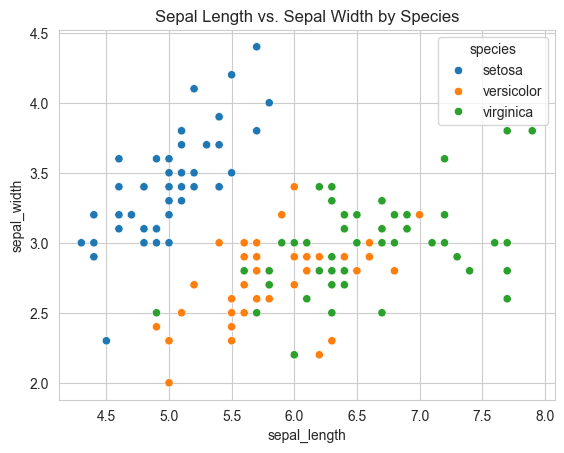 Sepal Length vs. Sepal Width by Species
species
setosa
versicolor
virginica
sepal_width
4.5
4.0
3.5
3.0
2.5
2.0
4.5 5.0 5.5 6.0 6.5 7.0 7.5 8.0
sepal_length